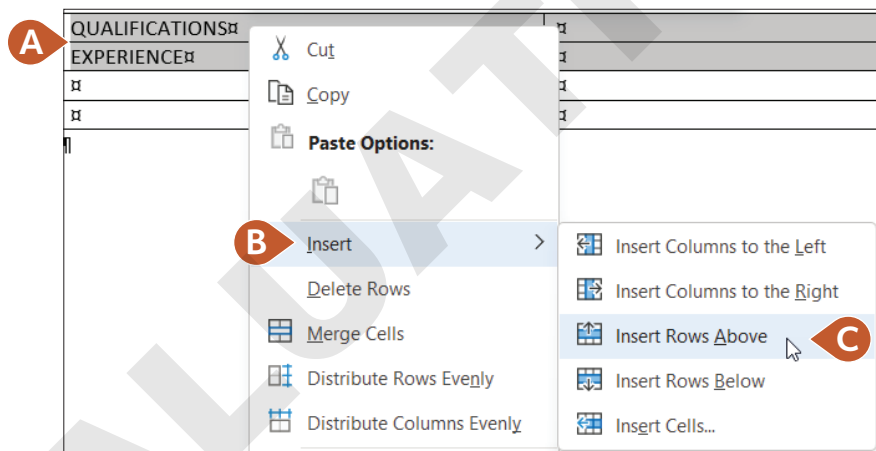 QUALIFICATIONS¤ ¤
A
EXPERIENCE¤ ¤
¤ ¤
¤ ¤
¶
Cut
Copy
Paste Options:
B
Insert
Delete Rows
Merge Cells
Distribute Rows Evenly
Distribute Columns Evenly
Insert Columns to the Left
Insert Columns to the Right
Insert Rows Above
C
Insert Rows Below
Insert Cells...